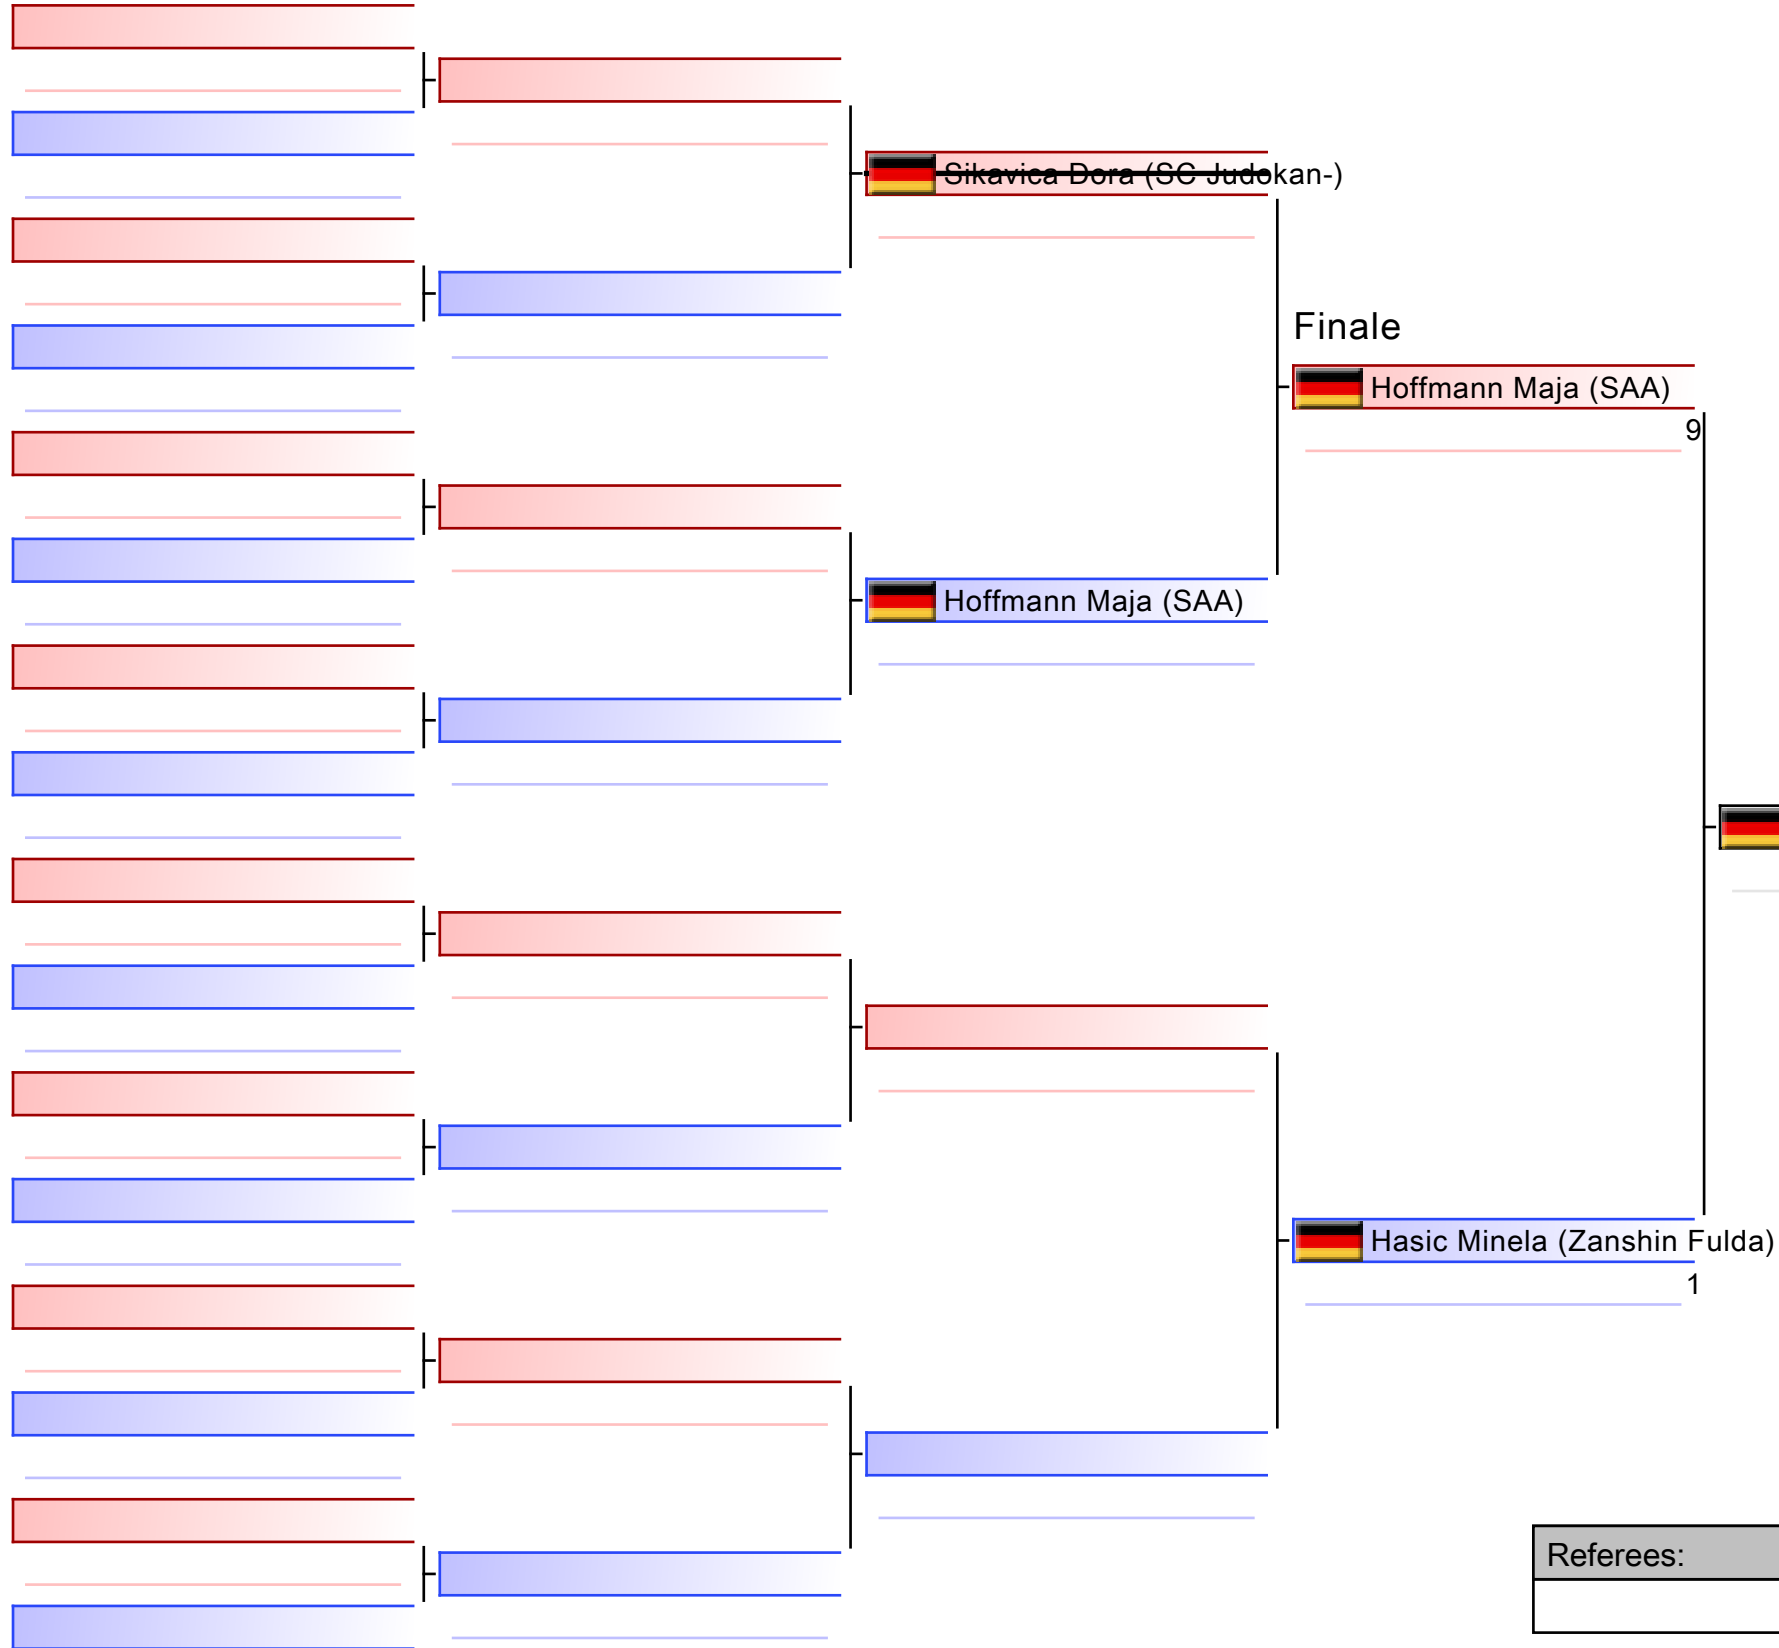 Sikavica Dora (SC Judokan-)
Finale
Hoffmann Maja (SAA)
9
Hoffmann Maja (SAA)
Hasic Minela (Zanshin Fulda)
1
Referees: